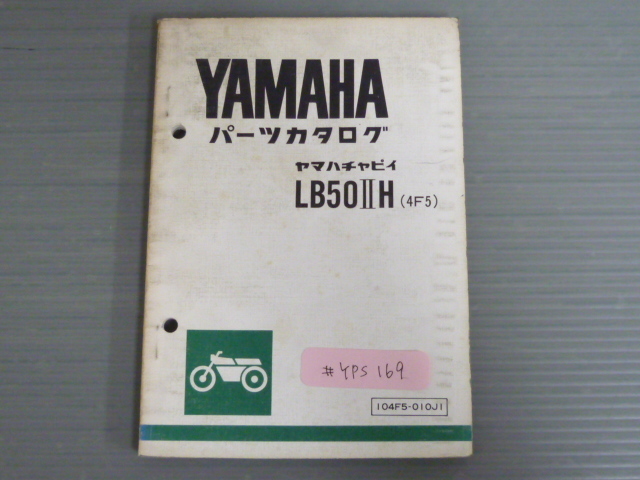 YAMAHA
パーツカタログ
ヤマハチャピイ
LB50ⅡH (4F5)
#YPS 169
104F5-010J1